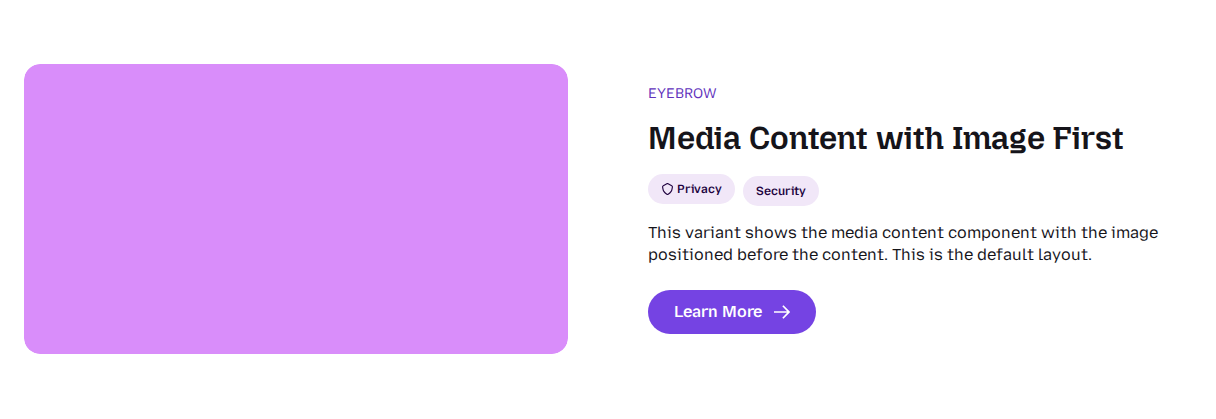 EYEBROW
Media Content with Image First
Privacy Security
This variant shows the media content component with the image
positioned before the content. This is the default layout.
Learn More